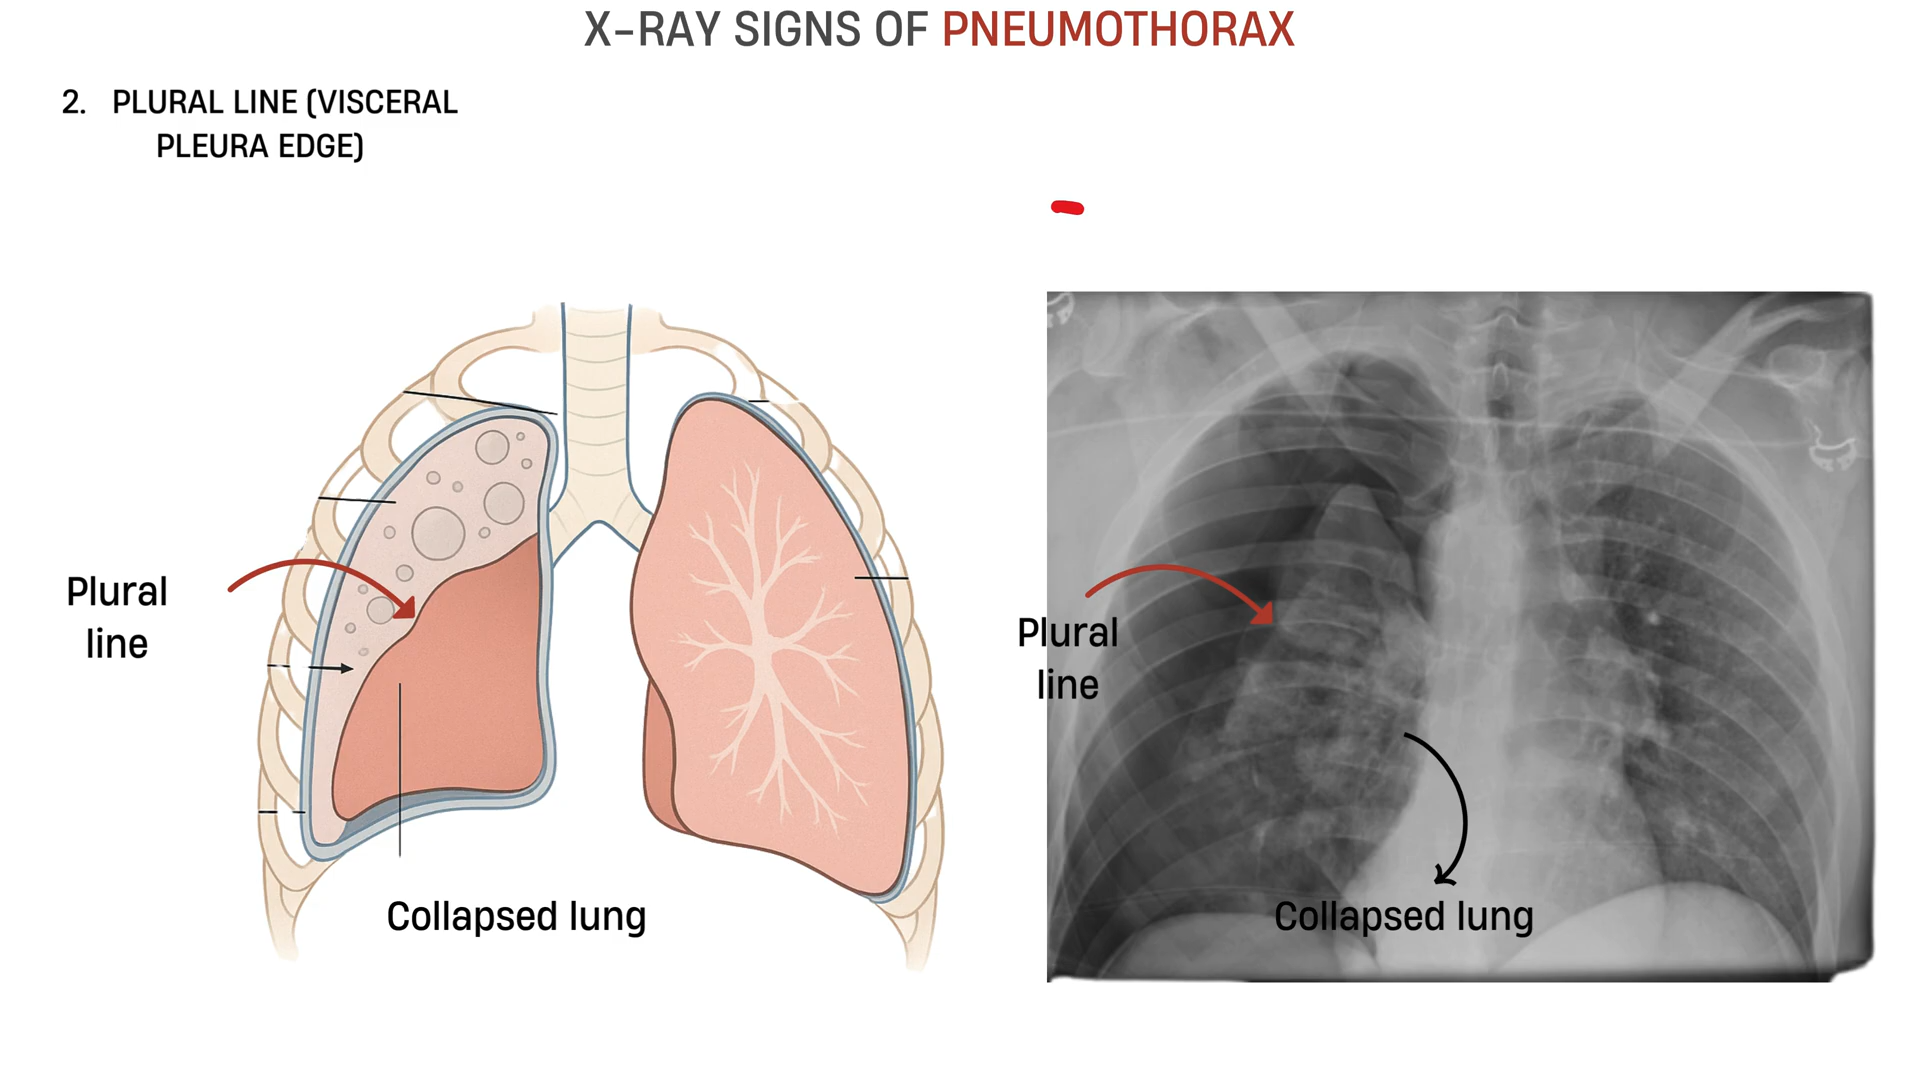 X-RAY SIGNS OF PNEUMOTHORAX
2. PLURAL LINE (VISCERAL
PLEURA EDGE)
Plural
line
Collapsed lung
Plural
line
Collapsed lung